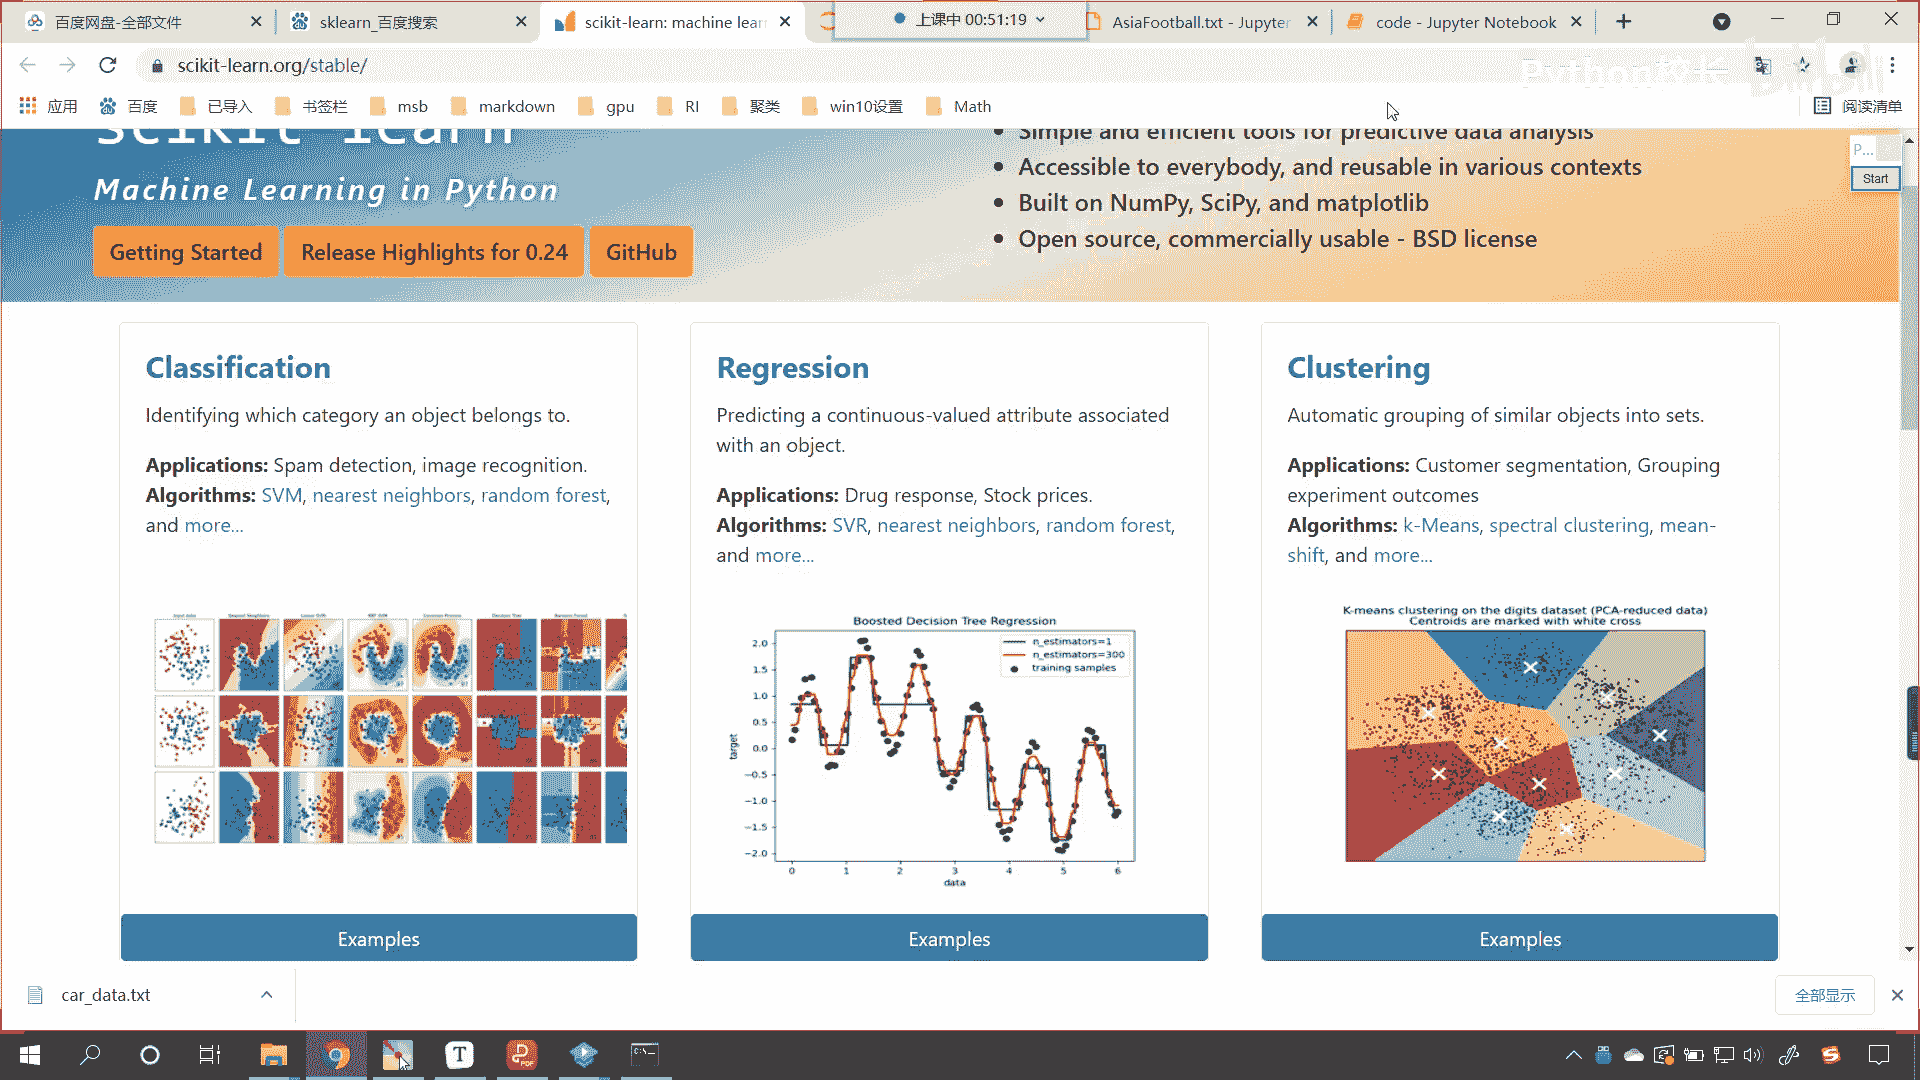 百度网盘-全部文件
sklearn_百度搜索
scikit-learn: machine lear
上课中 00:51:19
AsiaFootball.txt - Jupyter
code - Jupyter Notebook
scikit-learn.org/stable/
应用
百度
已导入
书签栏
msb
markdown
gpu
RI
聚类
win10设置
Math
阅读清单
scikit-learn
Machine Learning in Python
Getting Started
Release Highlights for 0.24
GitHub
Simple and efficient tools for predictive data analysis
Accessible to everybody, and reusable in various contexts
Built on NumPy, SciPy, and matplotlib
Open source, commercially usable - BSD license
P...
Start
Classification
Identifying which category an object belongs to.
Applications: Spam detection, image recognition.
Algorithms: SVM, nearest neighbors, random forest,
and more...
Examples
Regression
Predicting a continuous-valued attribute associated
with an object.
Applications: Drug response, Stock prices.
Algorithms: SVR, nearest neighbors, random forest,
and more...
Boosted Decision Tree Regression
n_estimators=1
n_estimators=300
training samples
target
2.0
1.5
1.0
0.5
0.0
−0.5
−1.0
−1.5
−2.0
0 1 2 3 4 5 6
data
Examples
Clustering
Automatic grouping of similar objects into sets.
Applications: Customer segmentation, Grouping
experiment outcomes
Algorithms: k-Means, spectral clustering, mean-
shift, and more...
K-means clustering on the digits dataset (PCA-reduced data)
Centroids are marked with white cross
Examples
car_data.txt
全部显示